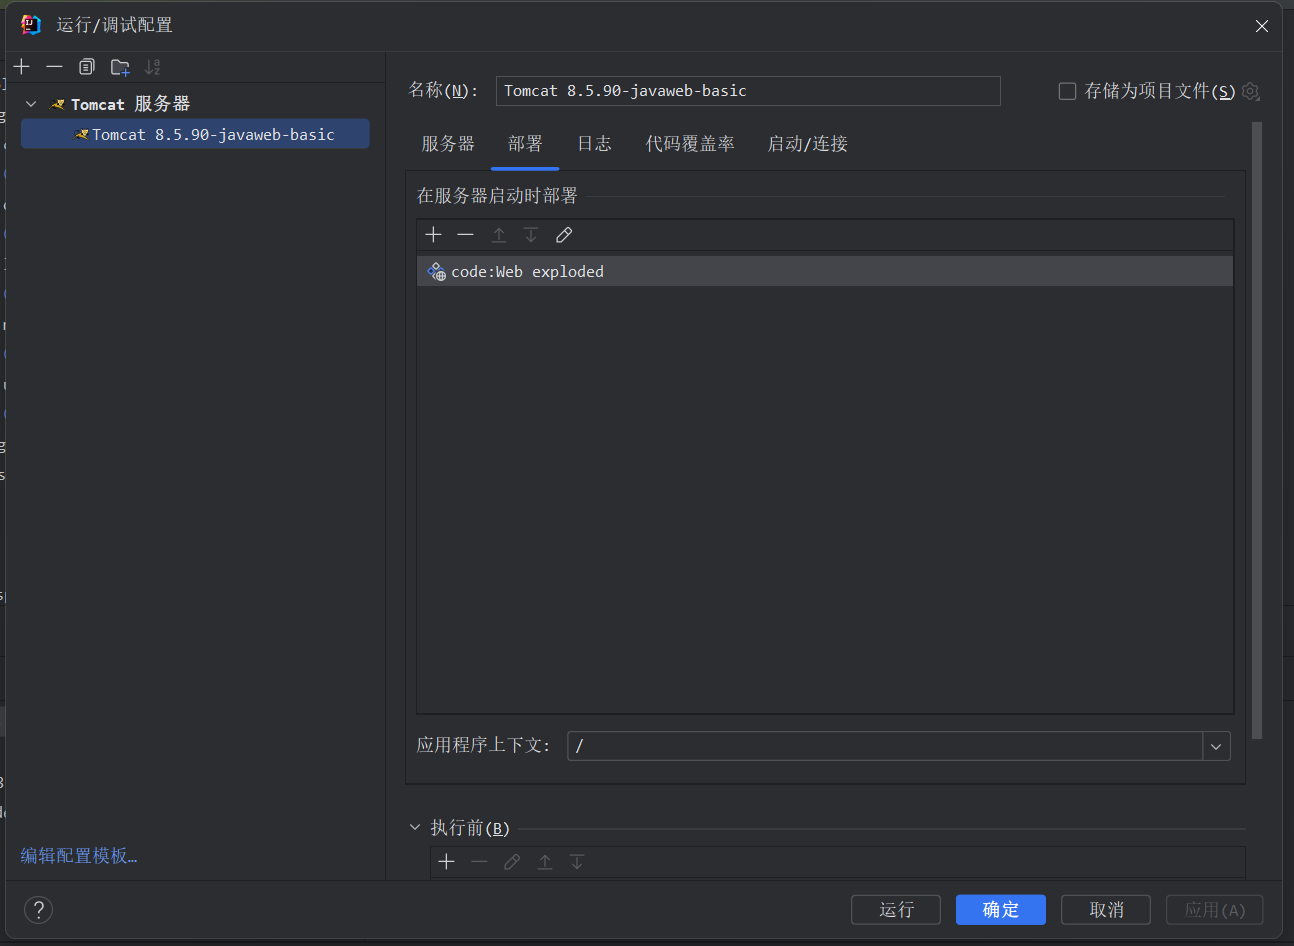 运行/调试配置
Tomcat 服务器
Tomcat 8.5.90-javaweb-basic
编辑配置模板…
名称(N):
Tomcat 8.5.90-javaweb-basic
存储为项目文件(S)
服务器 部署 日志 代码覆盖率 启动/连接
在服务器启动时部署
code:Web exploded
应用程序上下文:
/
执行前(B)
?
运行 确定 取消 应用(A)